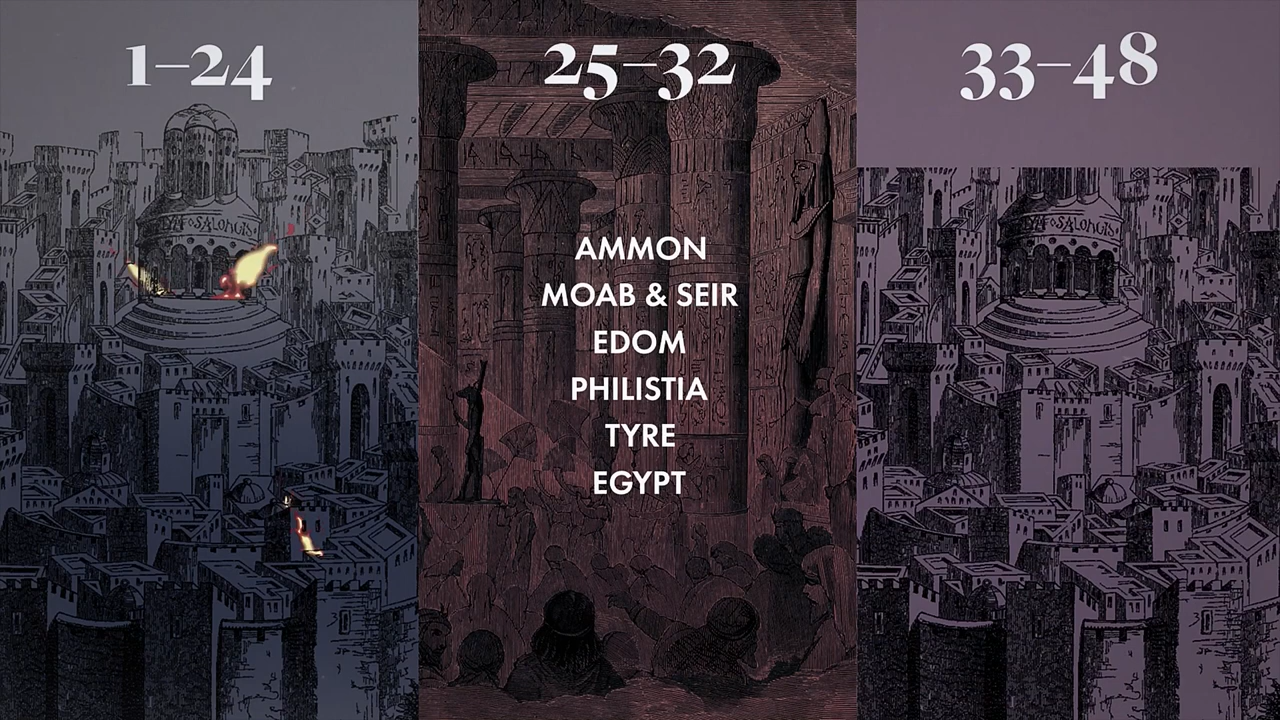 1–24
25–32
33–48
AMMON
MOAB & SEIR
EDOM
PHILISTIA
TYRE
EGYPT